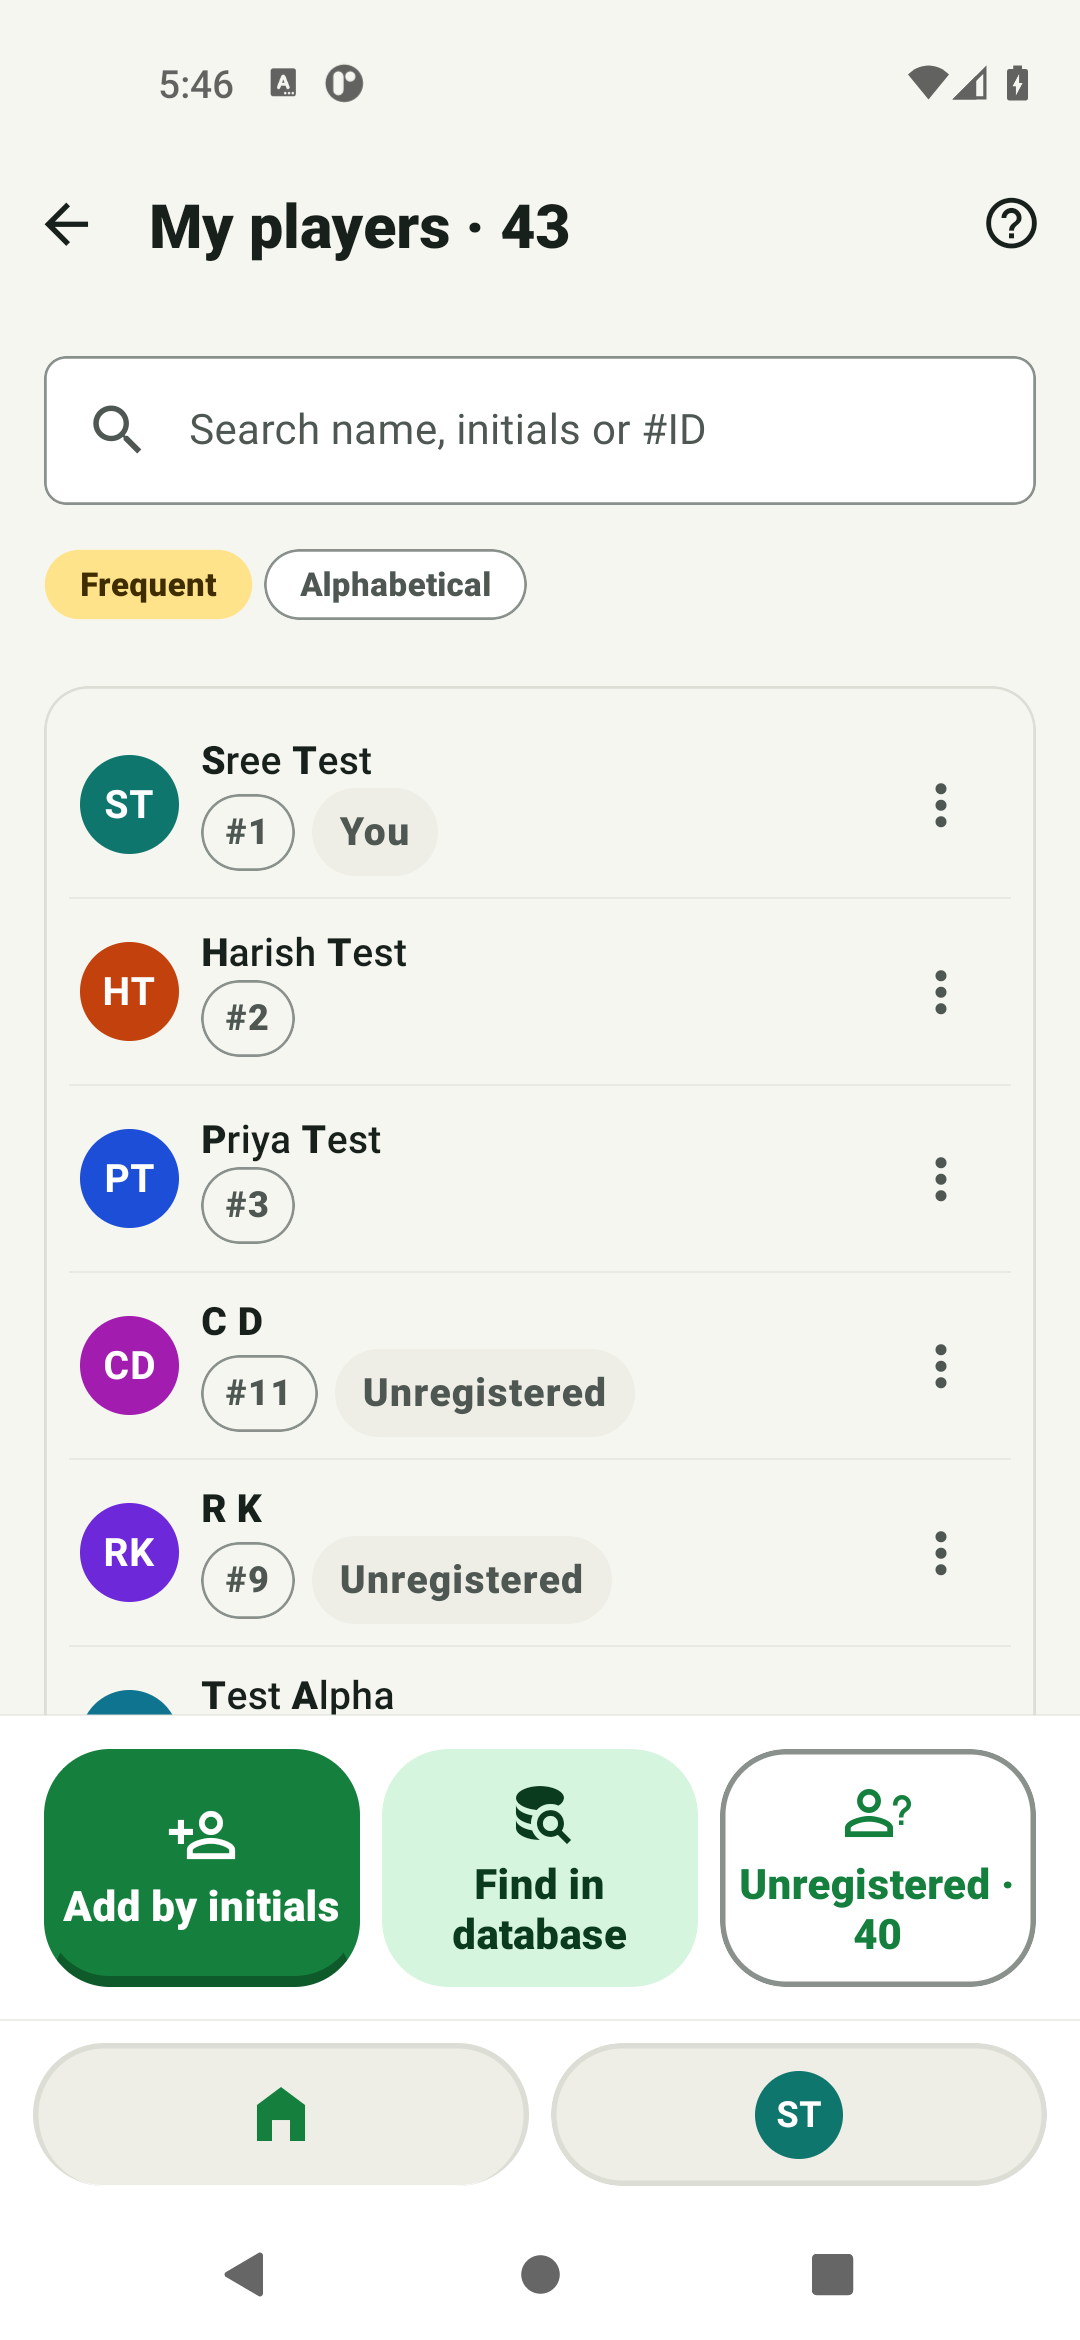 5:46
My players · 43
Search name, initials or #ID
Frequent
Alphabetical
ST
Sree Test
#1
You
HT
Harish Test
#2
PT
Priya Test
#3
CD
C D
#11
Unregistered
RK
R K
#9
Unregistered
Test Alpha
Add by initials
Find in
database
Unregistered ·
40
ST